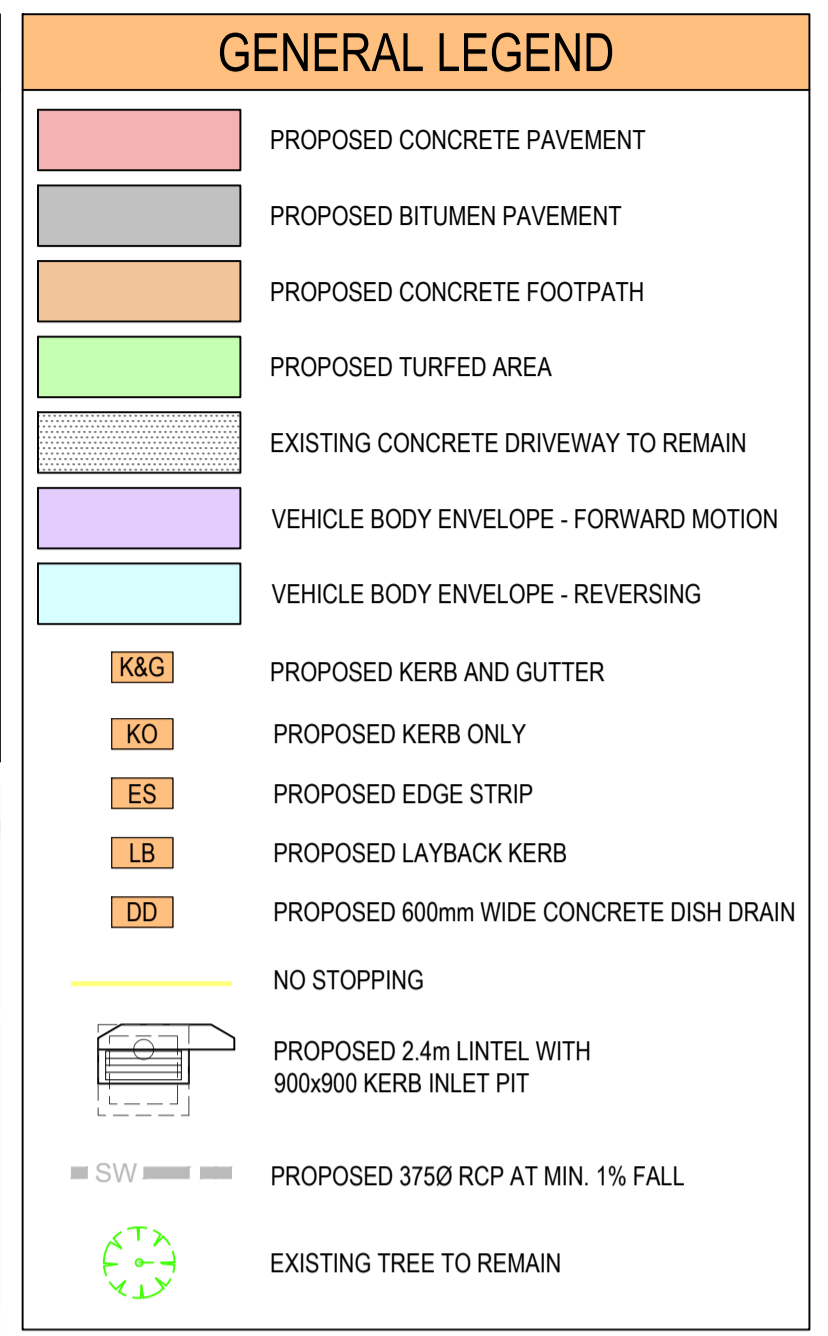 GENERAL LEGEND
PROPOSED CONCRETE PAVEMENT
PROPOSED BITUMEN PAVEMENT
PROPOSED CONCRETE FOOTPATH
PROPOSED TURFED AREA
EXISTING CONCRETE DRIVEWAY TO REMAIN
VEHICLE BODY ENVELOPE - FORWARD MOTION
VEHICLE BODY ENVELOPE - REVERSING
K&G PROPOSED KERB AND GUTTER
KO PROPOSED KERB ONLY
ES PROPOSED EDGE STRIP
LB PROPOSED LAYBACK KERB
DD PROPOSED 600mm WIDE CONCRETE DISH DRAIN
NO STOPPING
PROPOSED 2.4m LINTEL WITH
900x900 KERB INLET PIT
SW PROPOSED 375Ø RCP AT MIN. 1% FALL
EXISTING TREE TO REMAIN